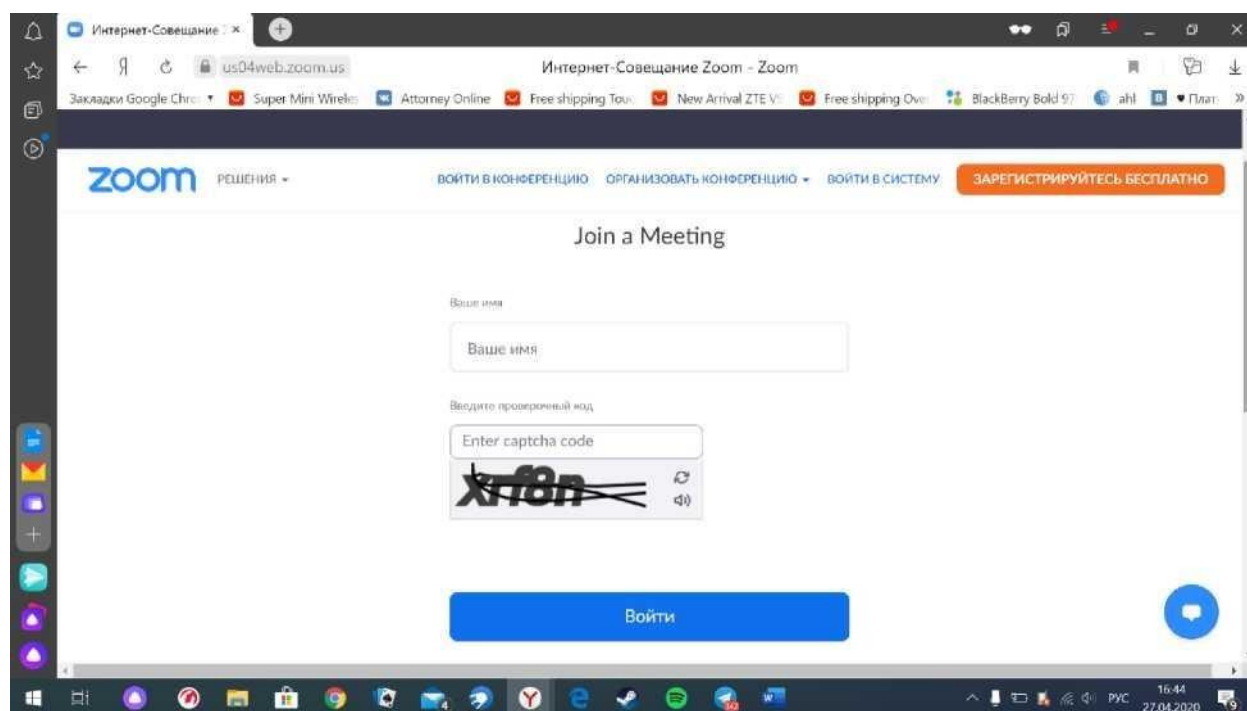 Интернет-Совещание
us04web.zoom.us
Интернет-Совещание Zoom - Zoom
Закладки Google Chro
Super Mini Wireles
Attorney Online
Free shipping Tou
New Arrival ZTE V
Free shipping Ove
BlackBerry Bold 97
ahl
♥ Плат
zoom
РЕШЕНИЯ
ВОЙТИ В КОНФЕРЕНЦИЮ
ОРГАНИЗОВАТЬ КОНФЕРЕНЦИЮ
ВОЙТИ В СИСТЕМУ
ЗАРЕГИСТРИРУЙТЕСЬ БЕСПЛАТНО
Join a Meeting
Ваше имя
Ваше имя
Введите проверочный код
Enter captcha code
Войти
РУС
16:44
27.04.2020